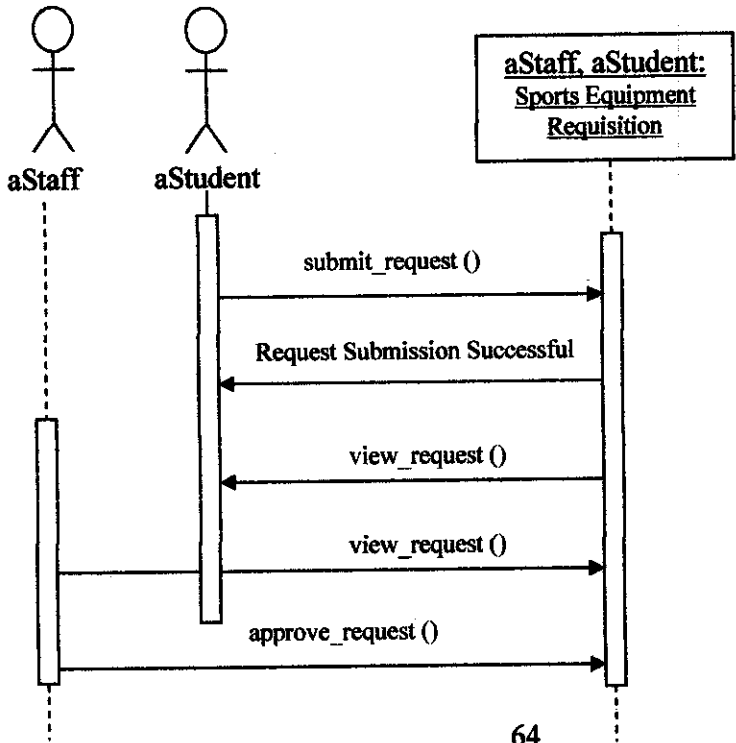 aStaff, aStudent:
Sports Equipment
Requisition
aStaff
aStudent
submit_request ()
Request Submission Successful
view_request ()
view_request ()
approve_request ()
64